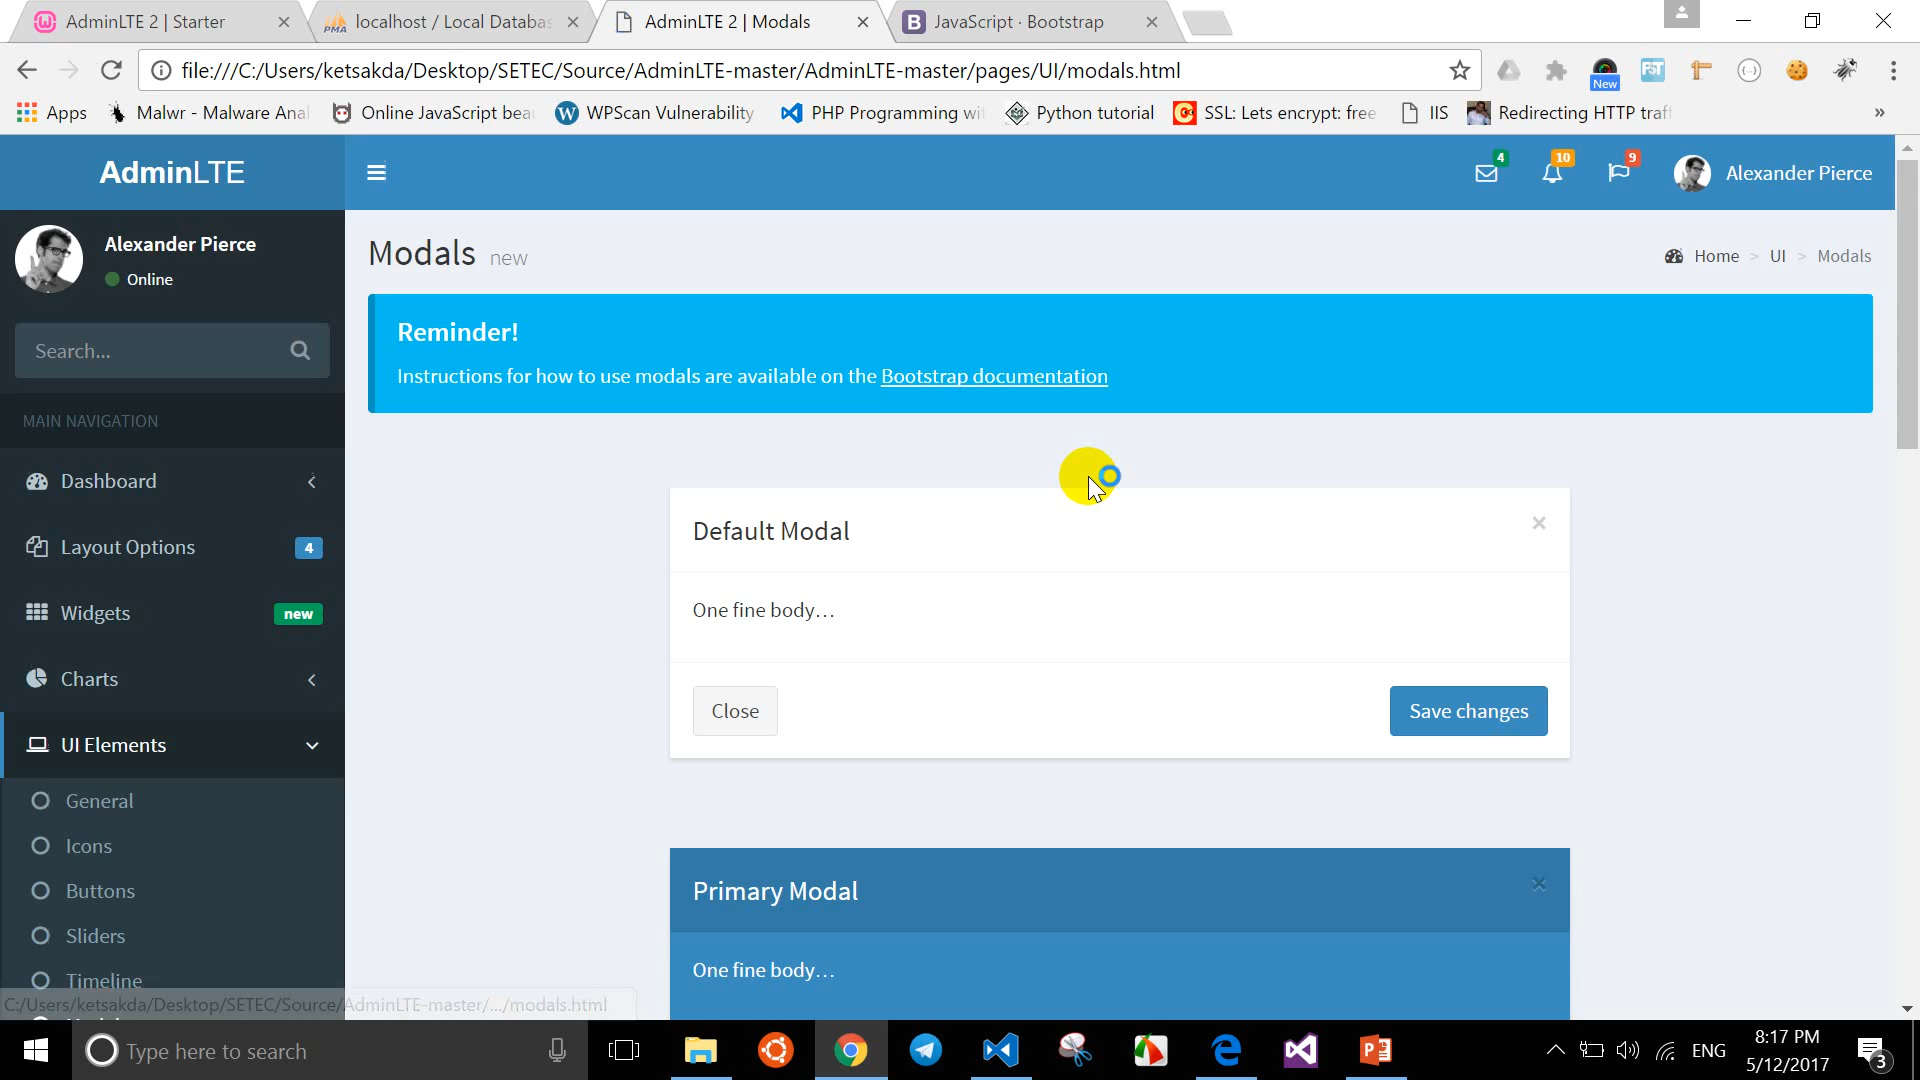 AdminLTE 2 | Starter
localhost / Local Databas
AdminLTE 2 | Modals
JavaScript · Bootstrap
file:///C:/Users/ketsakda/Desktop/SETEC/Source/AdminLTE-master/AdminLTE-master/pages/UI/modals.html
New
Apps
Malwr - Malware Anal
Online JavaScript beau
WPScan Vulnerability
PHP Programming wit
Python tutorial
SSL: Lets encrypt: free
IIS
Redirecting HTTP traff
»
AdminLTE
4
10
9
Alexander Pierce
Alexander Pierce
Online
Search...
MAIN NAVIGATION
Dashboard
Layout Options
4
Widgets
new
Charts
UI Elements
General
Icons
Buttons
Sliders
Timeline
Modals new
Home > UI > Modals
Reminder!
Instructions for how to use modals are available on the Bootstrap documentation
Default Modal
×
One fine body…
Close
Save changes
Primary Modal
×
One fine body…
C:/Users/ketsakda/Desktop/SETEC/Source/AdminLTE-master/.../modals.html
Type here to search
ENG
8:17 PM
5/12/2017
3